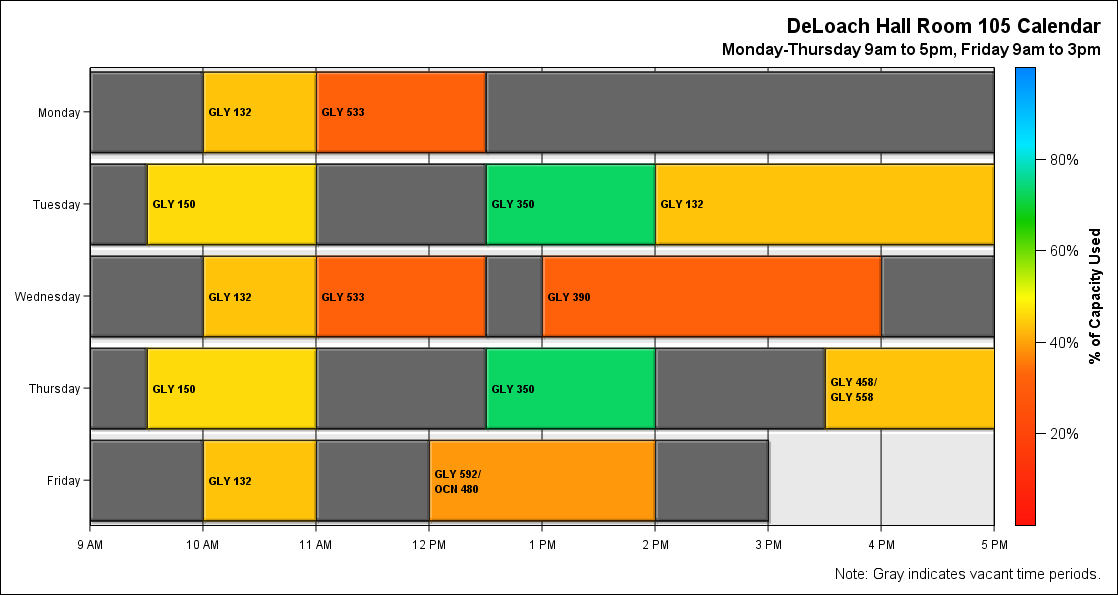 DeLoach Hall Room 105 Calendar
Monday-Thursday 9am to 5pm, Friday 9am to 3pm
Monday
GLY 132
GLY 533
Tuesday
GLY 150
GLY 350
GLY 132
Wednesday
GLY 132
GLY 533
GLY 390
Thursday
GLY 150
GLY 350
GLY 458/
GLY 558
Friday
GLY 132
GLY 592/
OCN 480
9 AM
10 AM
11 AM
12 PM
1 PM
2 PM
3 PM
4 PM
5 PM
80%
60%
40%
20%
% of Capacity Used
Note: Gray indicates vacant time periods.